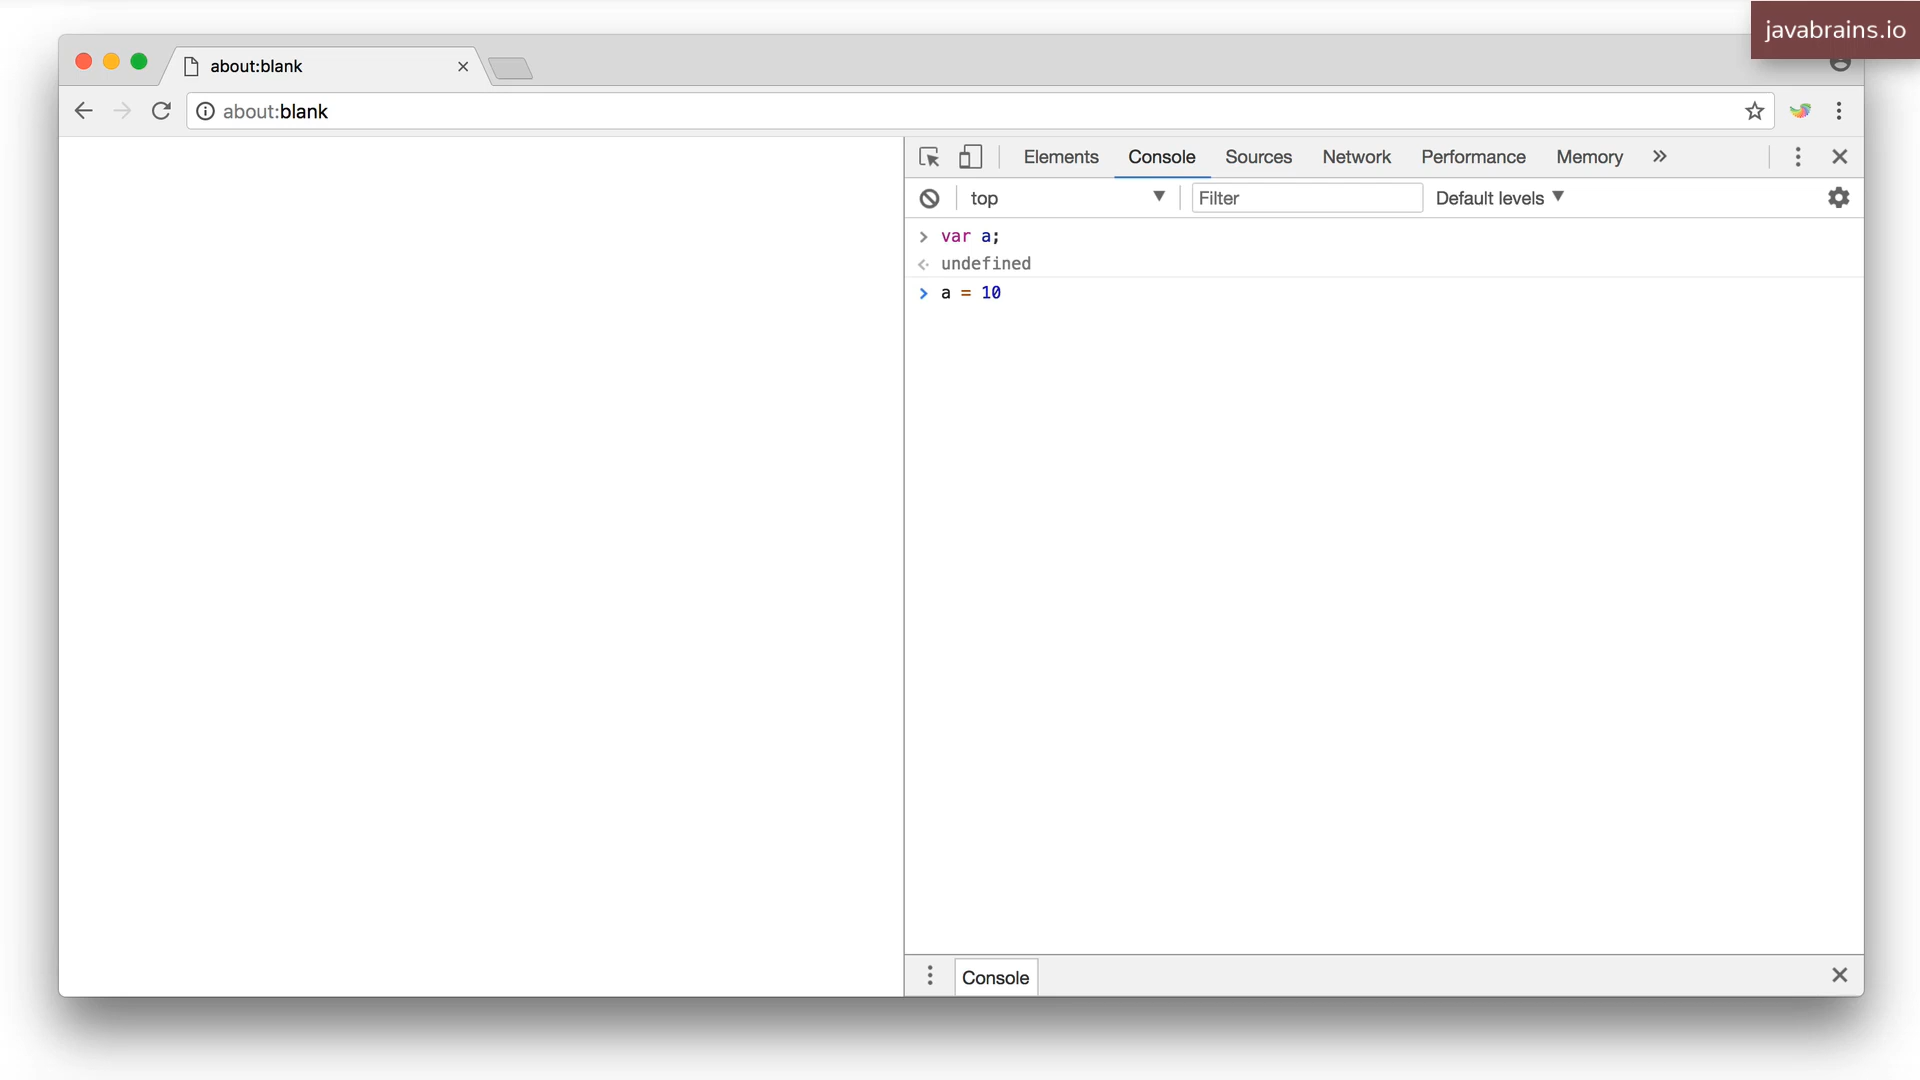 javabrains.io
about:blank
about:blank
Elements Console Sources Network Performance Memory
top Filter Default levels
var a;
undefined
a = 10
Console